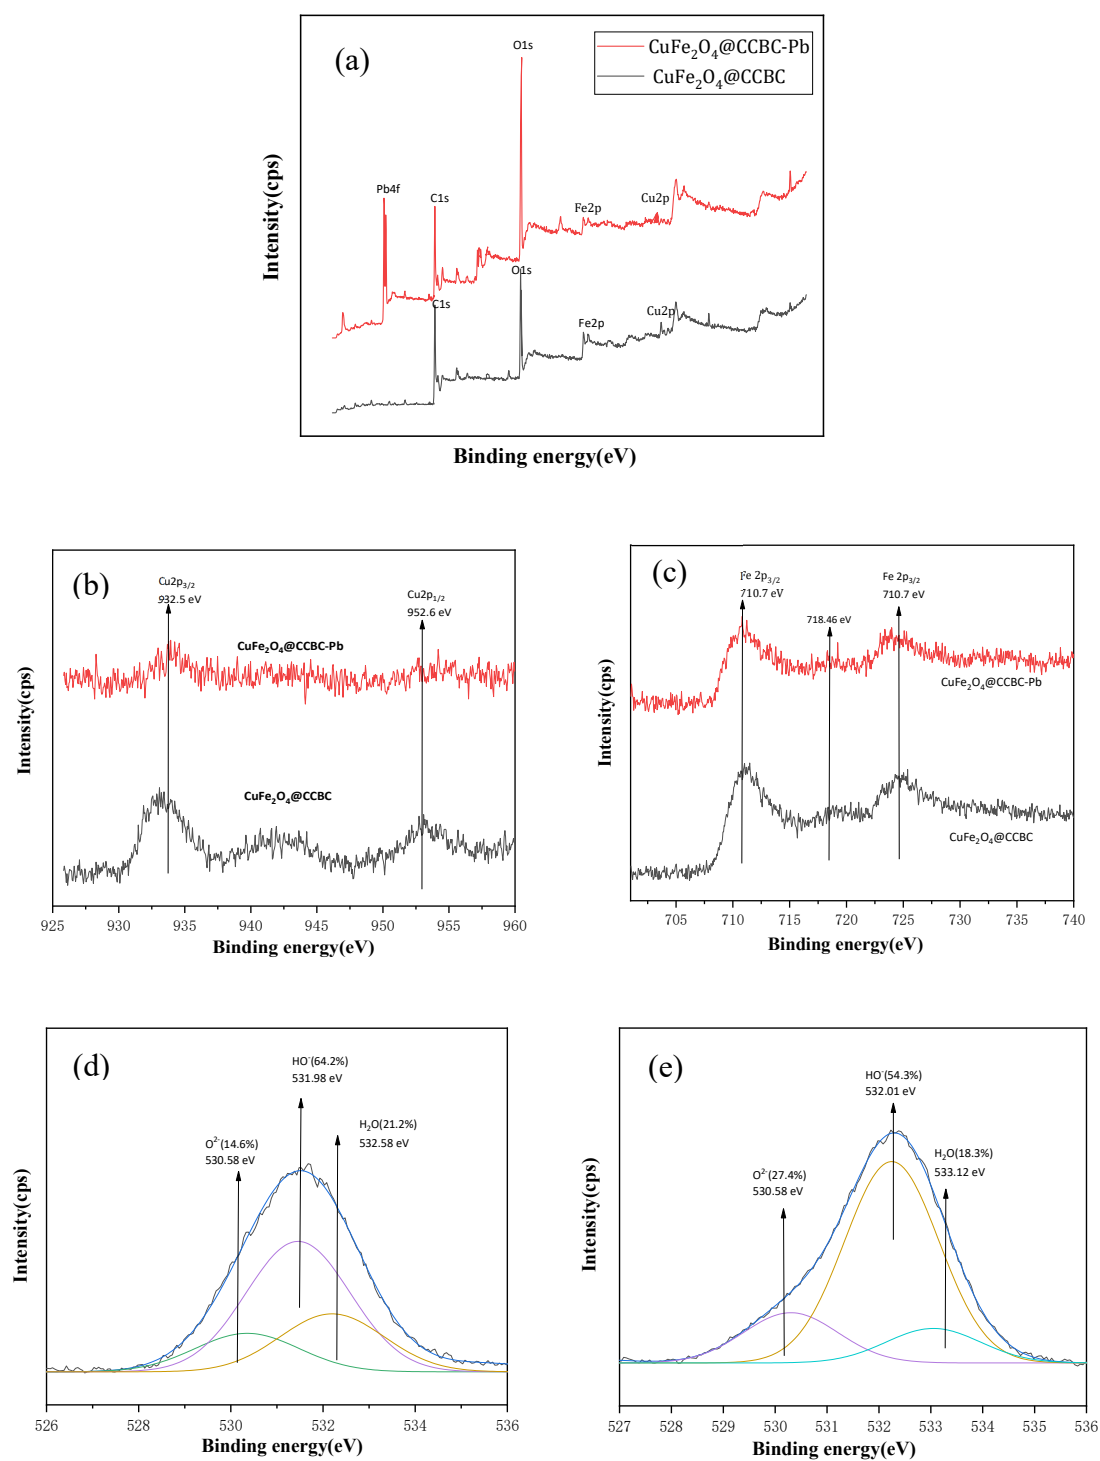 (a)
O1s
CuFe₂O₄@CCBC-Pb
CuFe₂O₄@CCBC
Pb4f
C1s
Fe2p
Cu2p
O1s
C1s
Fe2p
Cu2p
Intensity(cps)
Binding energy(eV)
(b)
Cu2p₃/₂
932.5 eV
Cu2p₁/₂
952.6 eV
CuFe₂O₄@CCBC-Pb
CuFe₂O₄@CCBC
Intensity(cps)
925 930 935 940 945 950 955 960
Binding energy(eV)
(c)
Fe 2p₃/₂
710.7 eV
718.46 eV
Fe 2p₃/₂
710.7 eV
CuFe₂O₄@CCBC-Pb
CuFe₂O₄@CCBC
Intensity(cps)
705 710 715 720 725 730 735 740
Binding energy(eV)
(d)
HO⁻(64.2%)
531.98 eV
H₂O(21.2%)
532.58 eV
O²⁻(14.6%)
530.58 eV
Intensity(cps)
526 528 530 532 534 536
Binding energy(eV)
(e)
HO⁻(54.3%)
532.01 eV
H₂O(18.3%)
533.12 eV
O²⁻(27.4%)
530.58 eV
Intensity(cps)
527 528 529 530 531 532 533 534 535 536
Binding energy(eV)